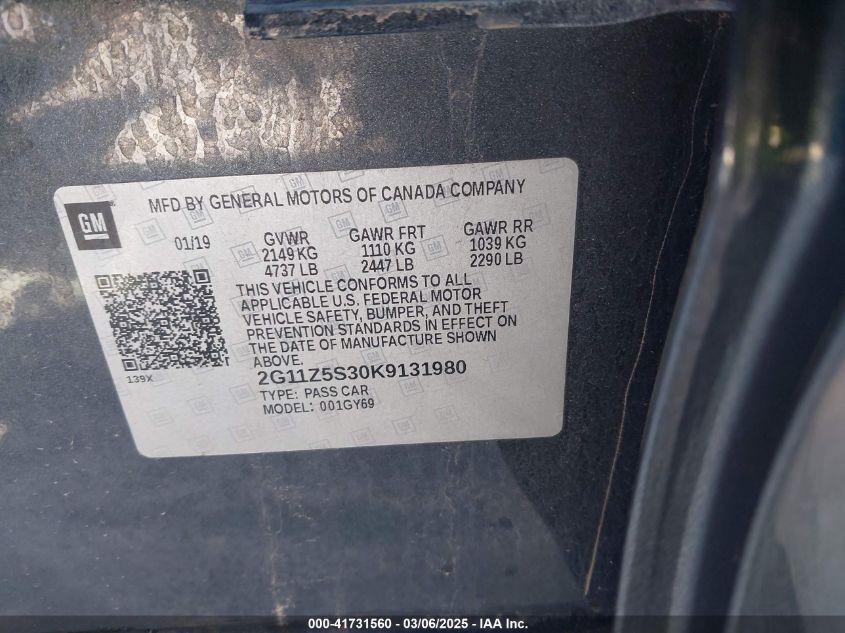 GM
MFD BY GENERAL MOTORS OF CANADA COMPANY
01/19
GVWR GAWR FRT GAWR RR
2149 KG 1110 KG 1039 KG
4737 LB 2447 LB 2290 LB
THIS VEHICLE CONFORMS TO ALL
APPLICABLE U.S. FEDERAL MOTOR
VEHICLE SAFETY, BUMPER, AND THEFT
PREVENTION STANDARDS IN EFFECT ON
THE DATE OF MANUFACTURE SHOWN
ABOVE.
139X
2G11Z5S30K9131980
TYPE: PASS CAR
MODEL: 001GY69
000-41731560 - 03/06/2025 - IAA Inc.